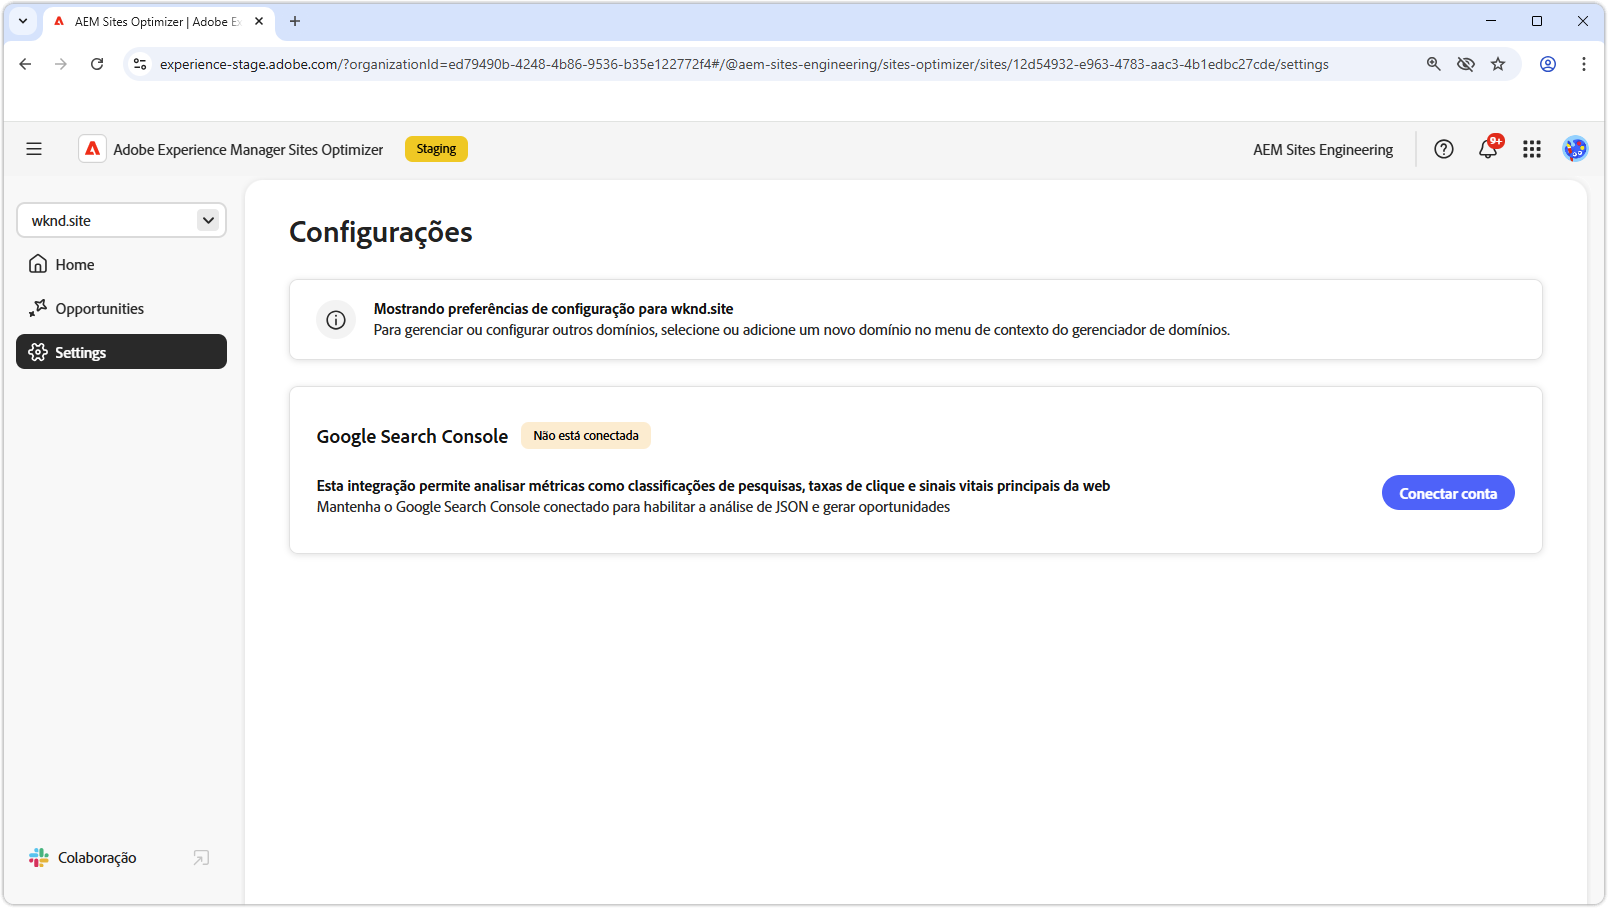 AEM Sites Optimizer | Adobe Ex
experience-stage.adobe.com/?organizationId=ed79490b-4248-4b86-9536-b35e122772f4#/@aem-sites-engineering/sites-optimizer/sites/12d54932-e963-4783-aac3-4b1edbc27cde/settings
Adobe Experience Manager Sites Optimizer
Staging
AEM Sites Engineering
9+
wknd.site
Home
Opportunities
Settings
Colaboração
Configurações
Mostrando preferências de configuração para wknd.site
Para gerenciar ou configurar outros domínios, selecione ou adicione um novo domínio no menu de contexto do gerenciador de domínios.
Google Search Console
Não está conectada
Esta integração permite analisar métricas como classificações de pesquisas, taxas de clique e sinais vitais principais da web
Mantenha o Google Search Console conectado para habilitar a análise de JSON e gerar oportunidades
Conectar conta